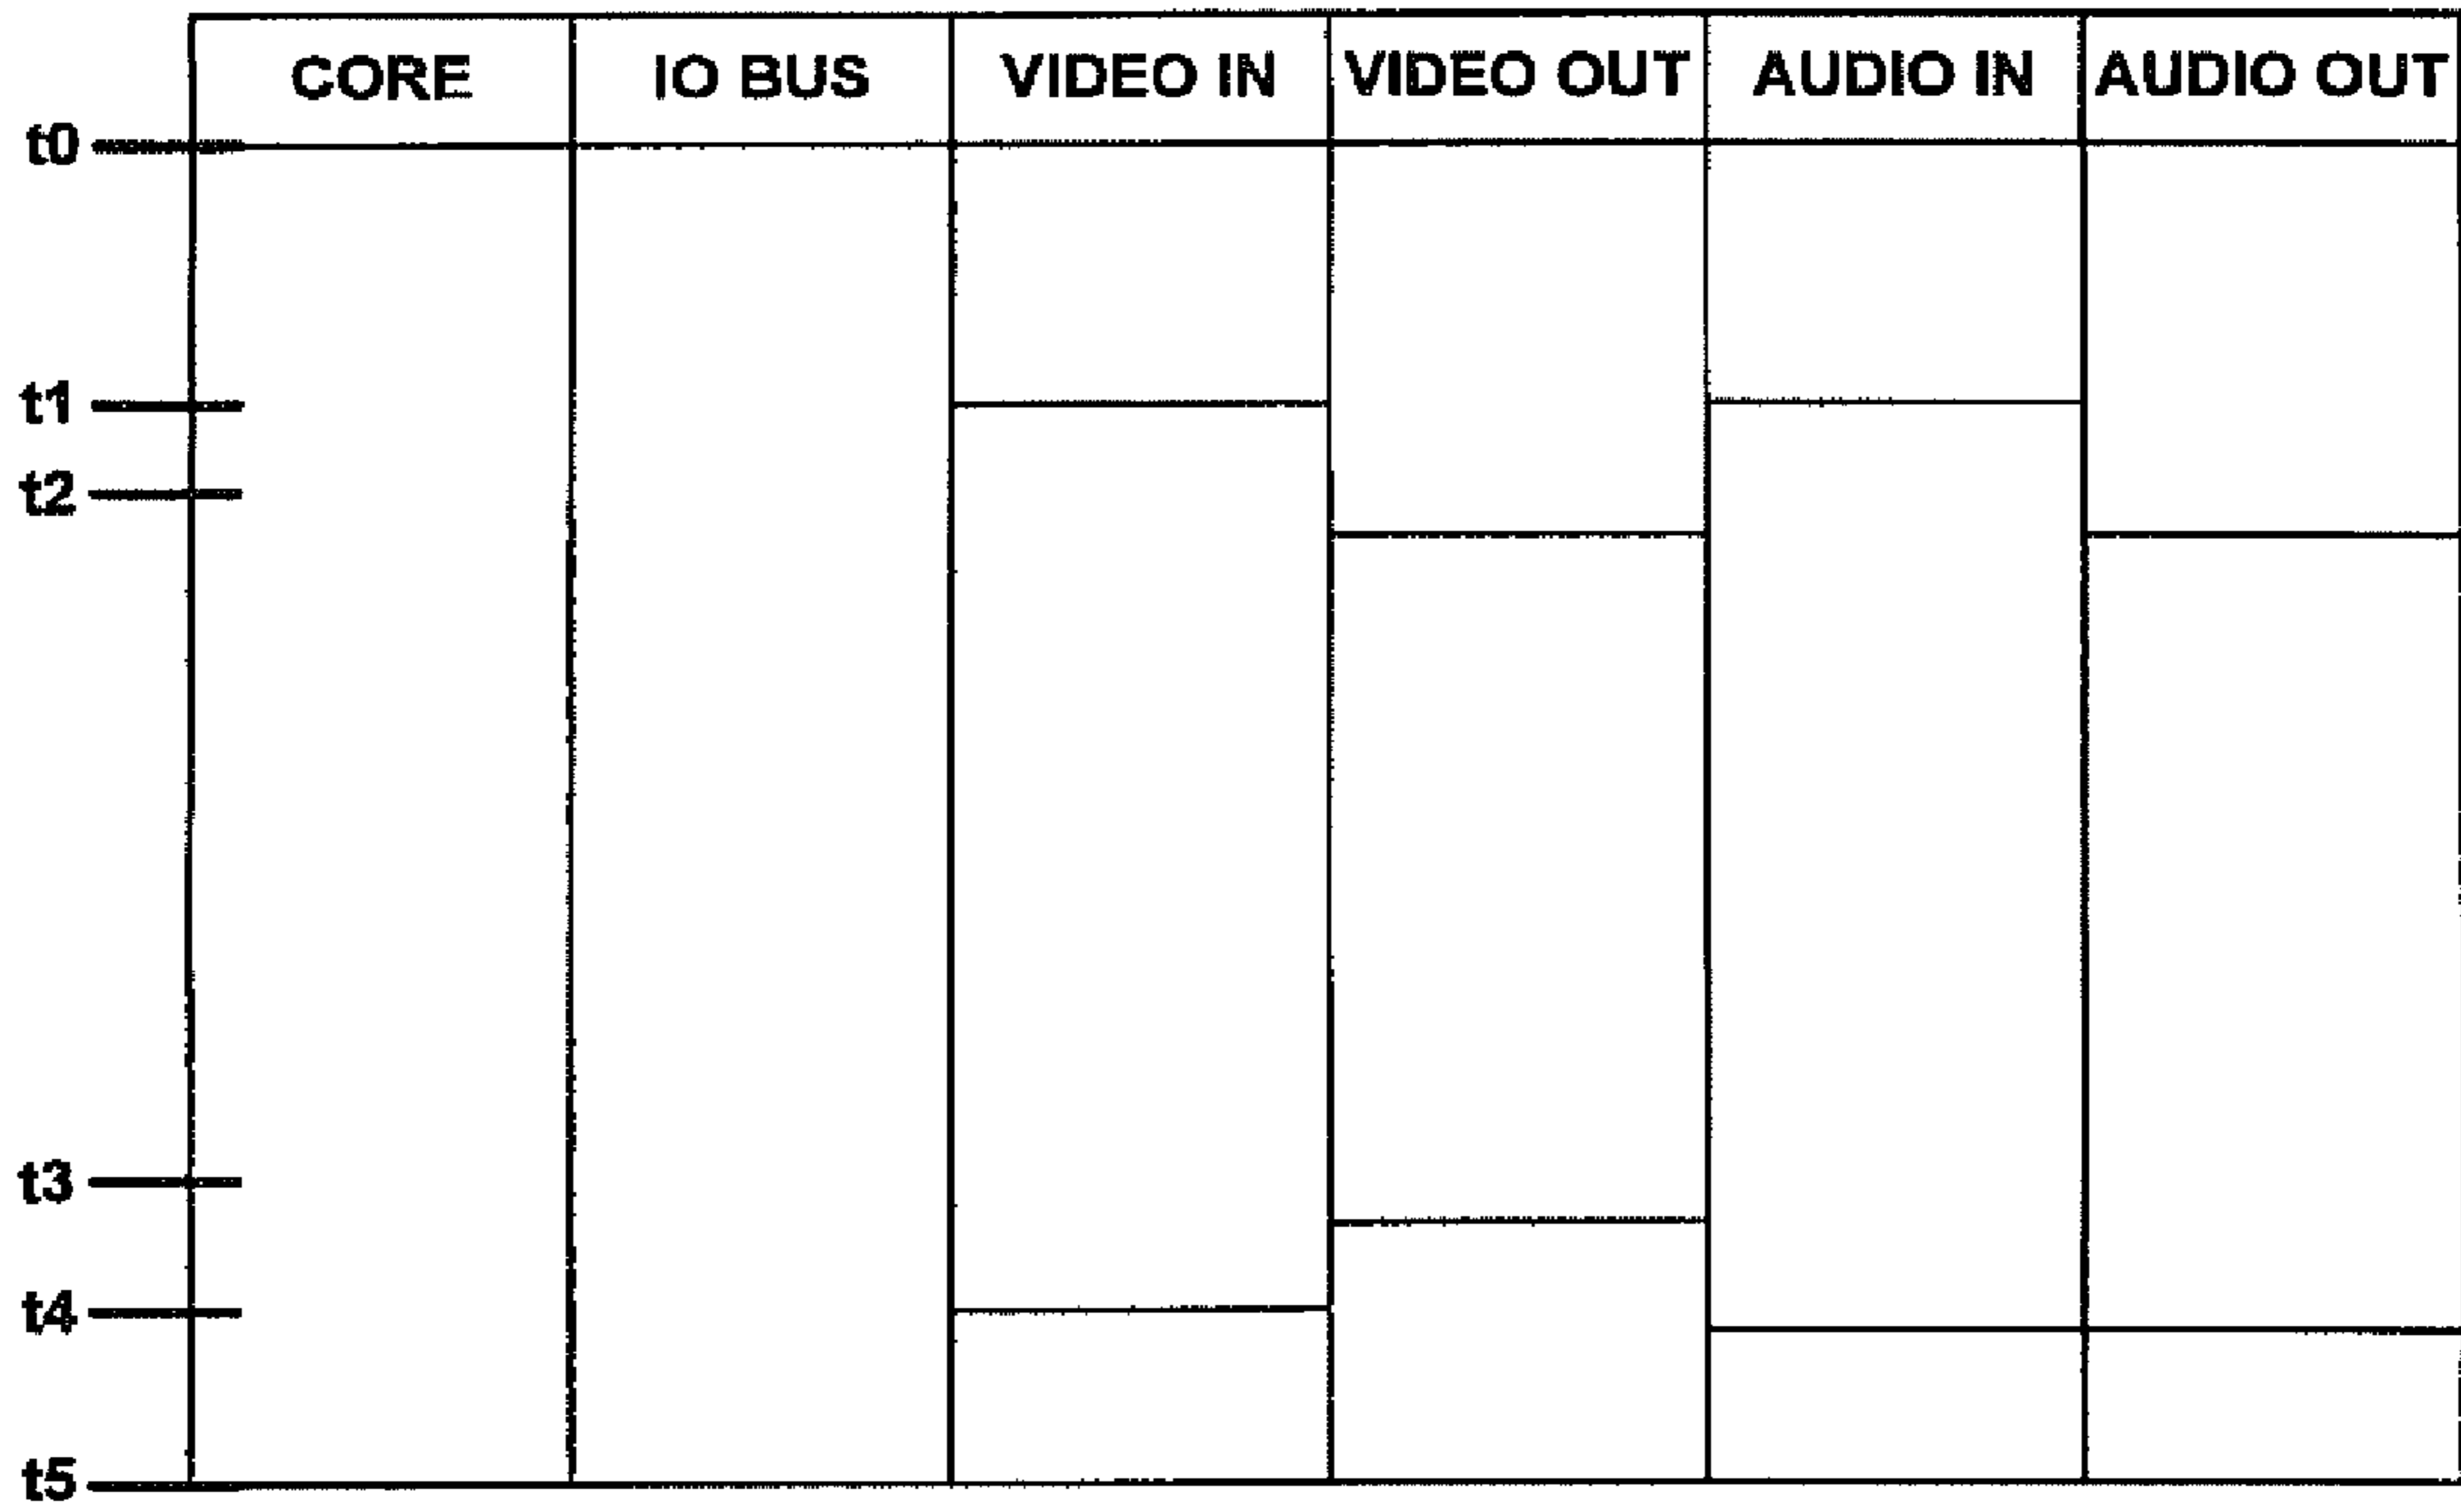 CORE IO BUS VIDEO IN VIDEO OUT AUDIO IN AUDIO OUT
t0
t1
t2
t3
t4
t5